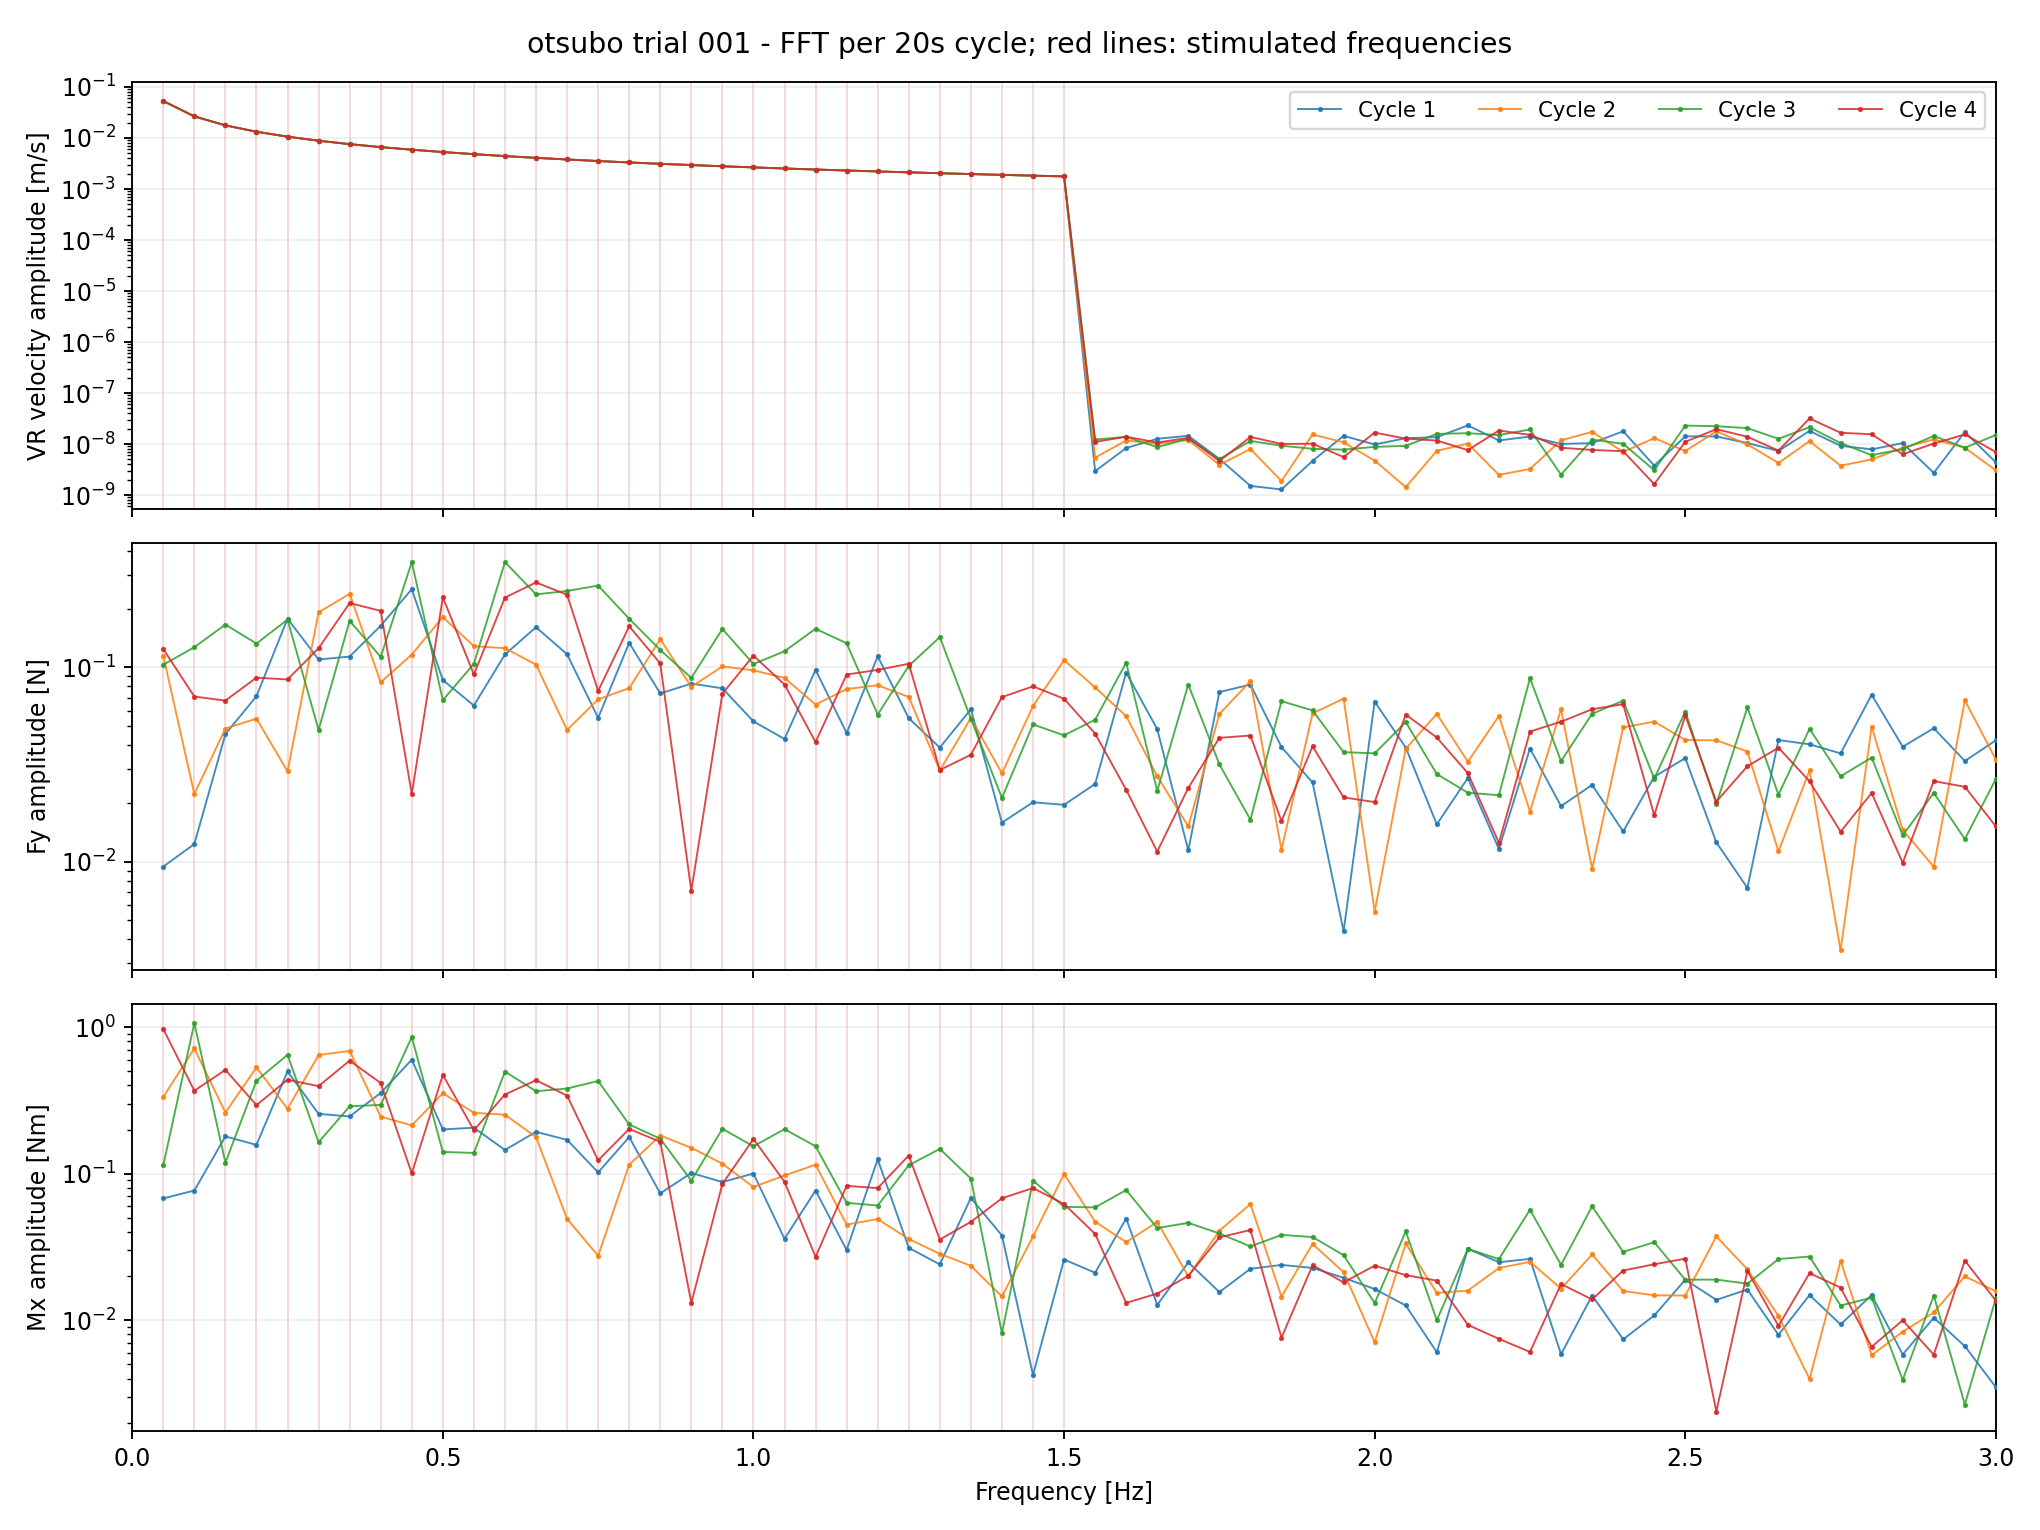 otsubo trial 001 - FFT per 20s cycle; red lines: stimulated frequencies
VR velocity amplitude [m/s]
10⁻¹
10⁻²
10⁻³
10⁻⁴
10⁻⁵
10⁻⁶
10⁻⁷
10⁻⁸
10⁻⁹
Cycle 1 Cycle 2 Cycle 3 Cycle 4
Fy amplitude [N]
10⁻¹
10⁻²
Mx amplitude [Nm]
10⁰
10⁻¹
10⁻²
0.0 0.5 1.0 1.5 2.0 2.5 3.0
Frequency [Hz]